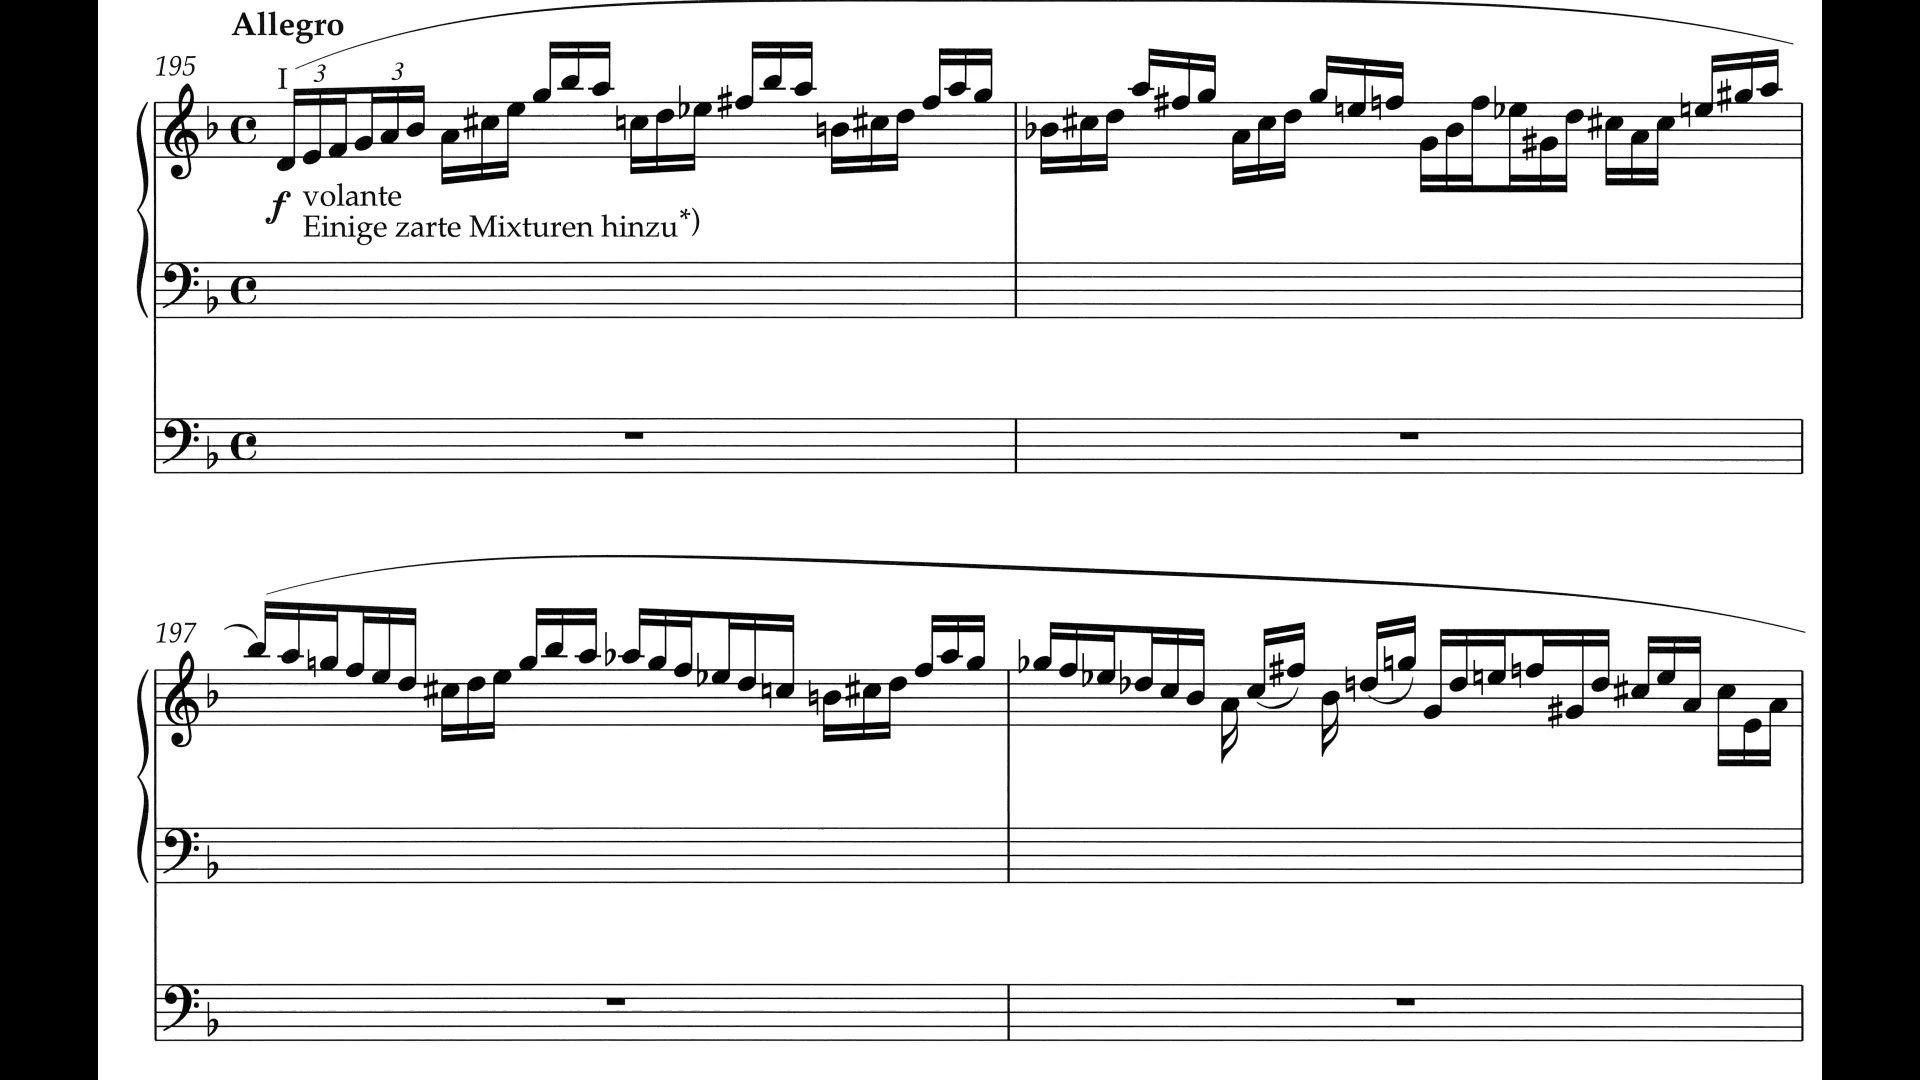 Allegro
195
I
3
3
f volante
Einige zarte Mixturen hinzu*)
197